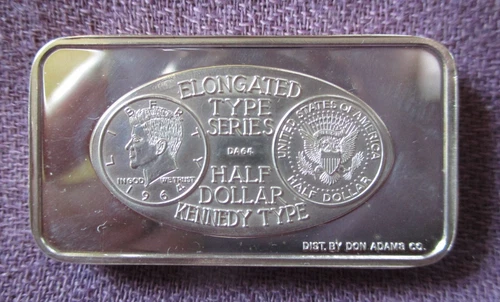 ELONGATED
TYPE
SERIES
DA64
HALF
DOLLAR
KENNEDY TYPE
LIBERTY
IN GOD WE TRUST
1964
UNITED STATES OF AMERICA
HALF DOLLAR
DIST. BY DON ADAMS CO.